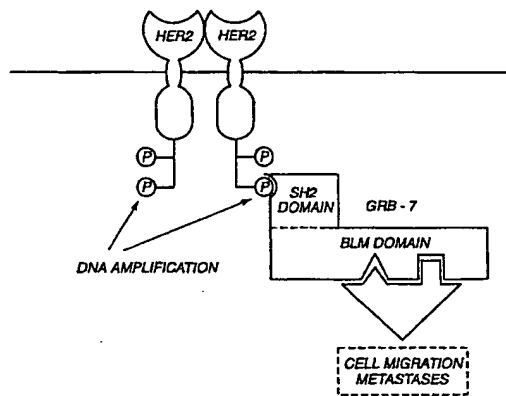 HER2 HER2
P P
P P
SH2
DOMAIN
GRB - 7
BLM DOMAIN
DNA AMPLIFICATION
CELL MIGRATION
METASTASES